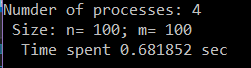 Numder of processes: 4
Size: n= 100; m= 100
Time spent 0.681852 sec